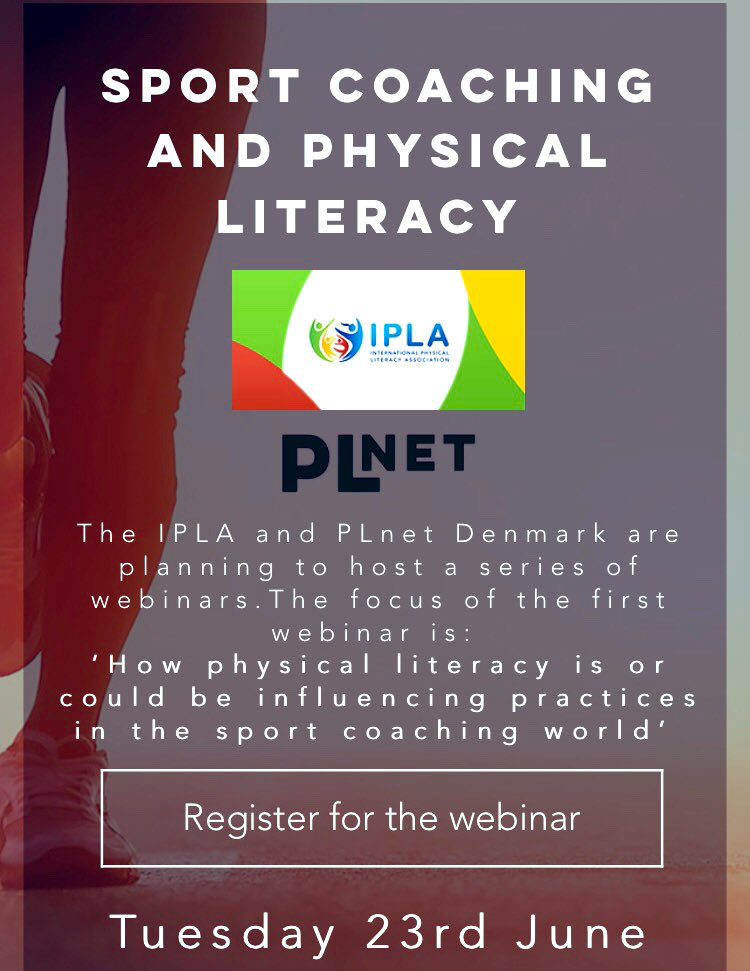 SPORT COACHING
AND PHYSICAL
LITERACY
IPLA
INTERNATIONAL PHYSICAL
LITERACY ASSOCIATION
PLNET
The IPLA and PLnet Denmark are
planning to host a series of
webinars.The focus of the first
webinar is:
'How physical literacy is or
could be influencing practices
in the sport coaching world'
Register for the webinar
Tuesday 23rd June